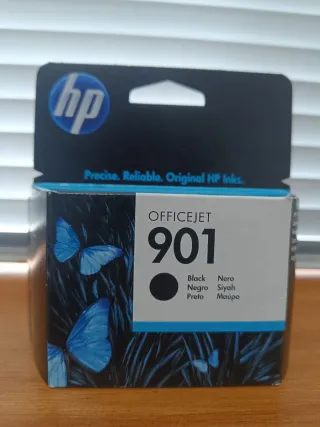 hp
Precise. Reliable. Original HP Inks.
OFFICEJET
901
Black Nero
Negro Siyah
Preto Μαύρο